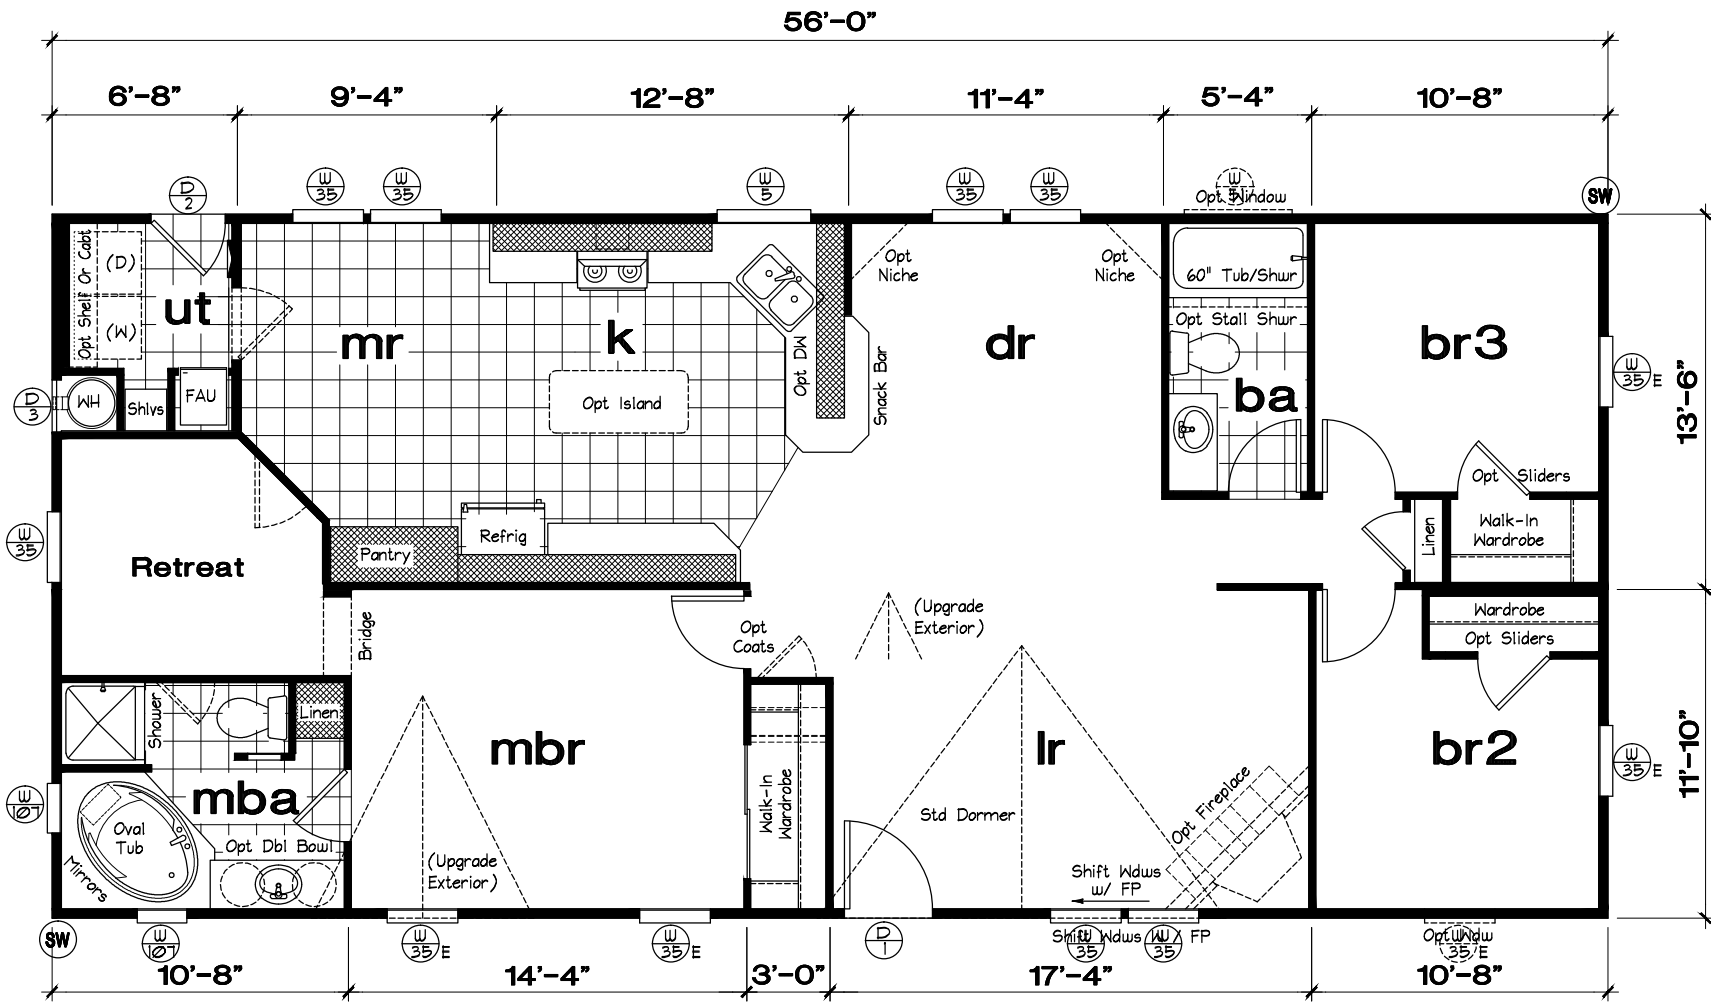 56'-0"
6'-8"
9'-4"
12'-8"
11'-4"
5'-4"
10'-8"
D
2
W
35
W
35
W
5
W
35
W
35
W
Opt Window
SW
Opt Shelf Or Cabt
(D)
(W)
ut
mr
k
Opt Island
Opt DW
Snack Bar
Opt
Niche
Opt
Niche
dr
60" Tub/Shwr
Opt Stall Shwr
ba
br3
W
35 E
13'-6"
D
3
WH
Shlvs
FAU
Opt Sliders
Walk-In
Wardrobe
Linen
W
35
Retreat
Pantry
Refrig
Bridge
Opt
Coats
(Upgrade
Exterior)
Wardrobe
Opt Sliders
Shower
Linen
mba
mbr
lr
br2
W
35 E
11'-10"
W
107
Oval
Tub
Mirrors
Opt Dbl Bowl
(Upgrade
Exterior)
Walk-In
Wardrobe
Std Dormer
Opt Fireplace
Shift Wdws
w/ FP
SW
W
107
W
35 E
W
35 E
D
1
Shift Wdws W / FP
35
35
Opt Wdw
35 E
10'-8"
14'-4"
3'-0"
17'-4"
10'-8"